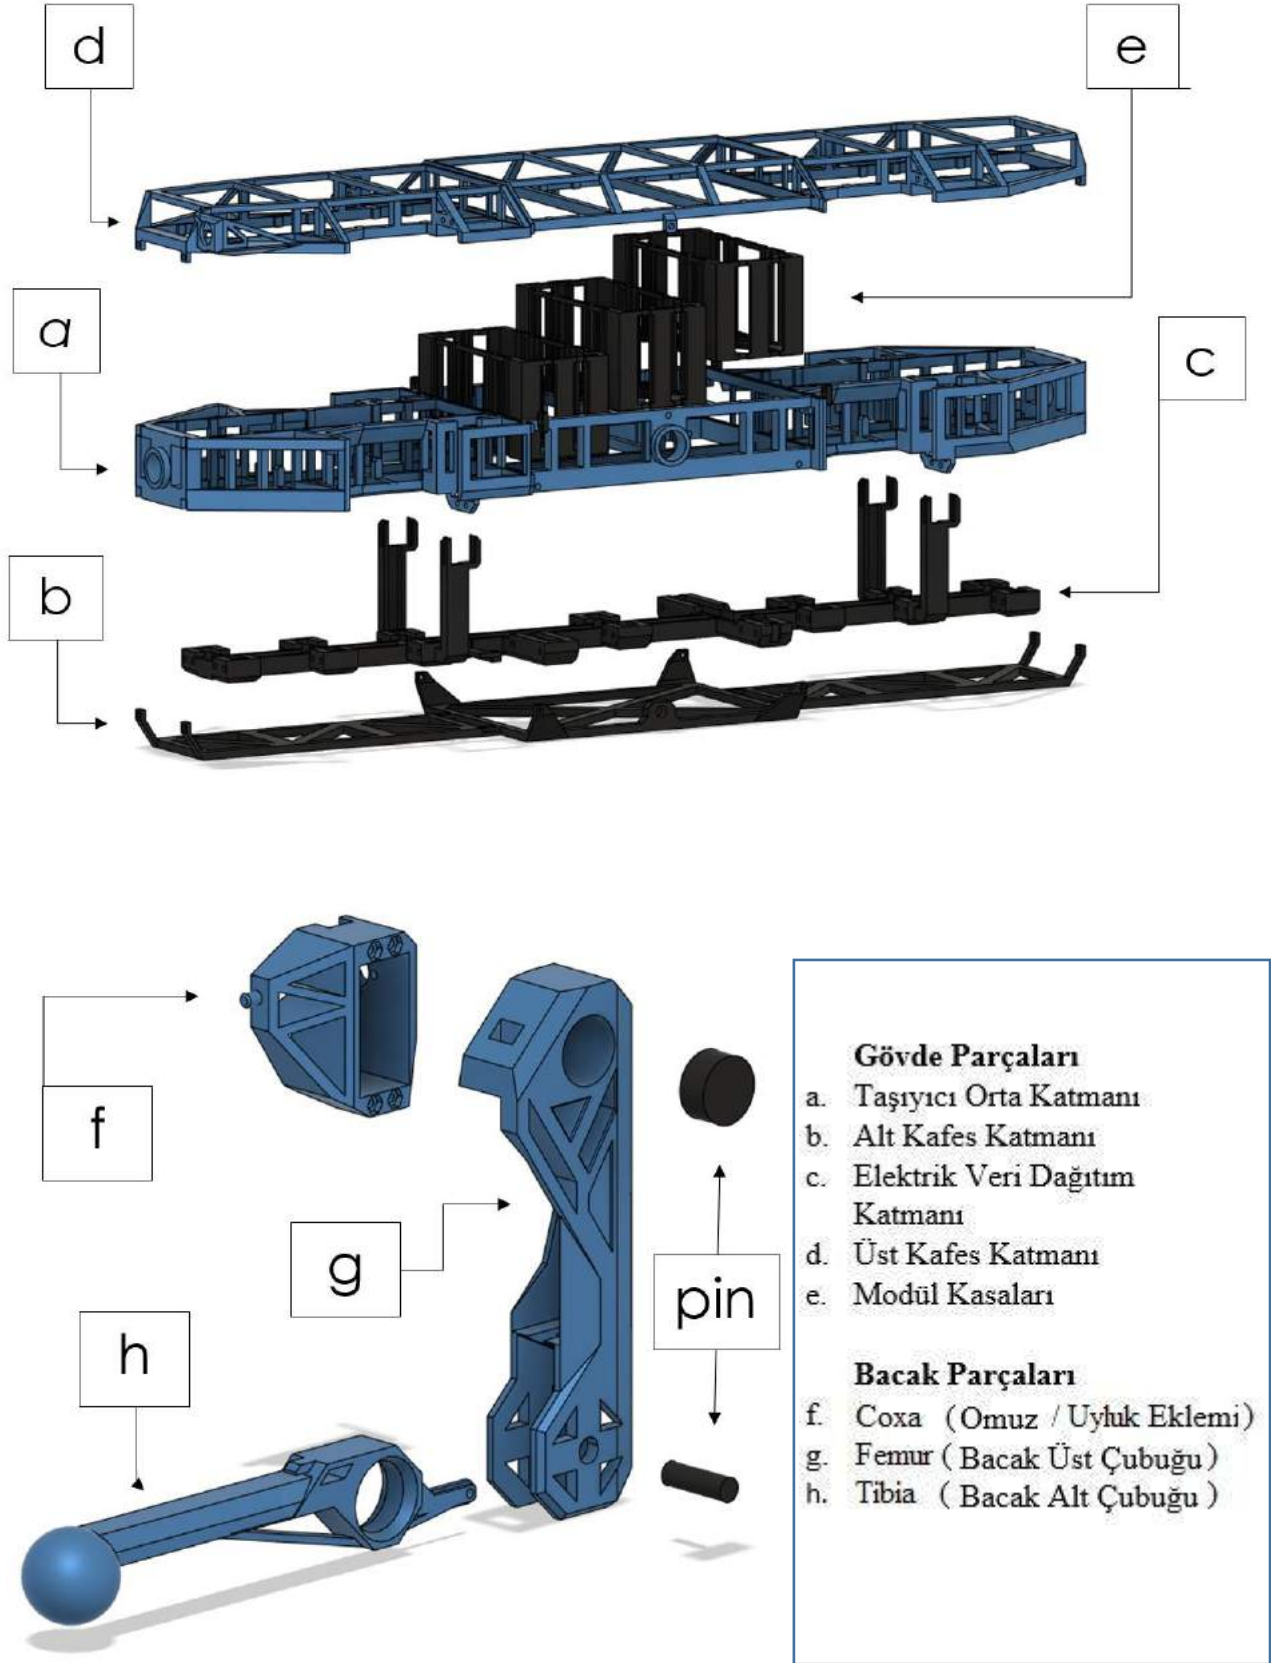 d
e
a
c
b
f
g
pin
h
Gövde Parçaları
a. Taşıyıcı Orta Katmanı
b. Alt Kafes Katmanı
c. Elektrik Veri Dağıtım
Katmanı
d. Üst Kafes Katmanı
e. Modül Kasaları
Bacak Parçaları
f. Coxa (Omuz / Uyluk Eklemi)
g. Femur ( Bacak Üst Çubuğu )
h. Tibia ( Bacak Alt Çubuğu )